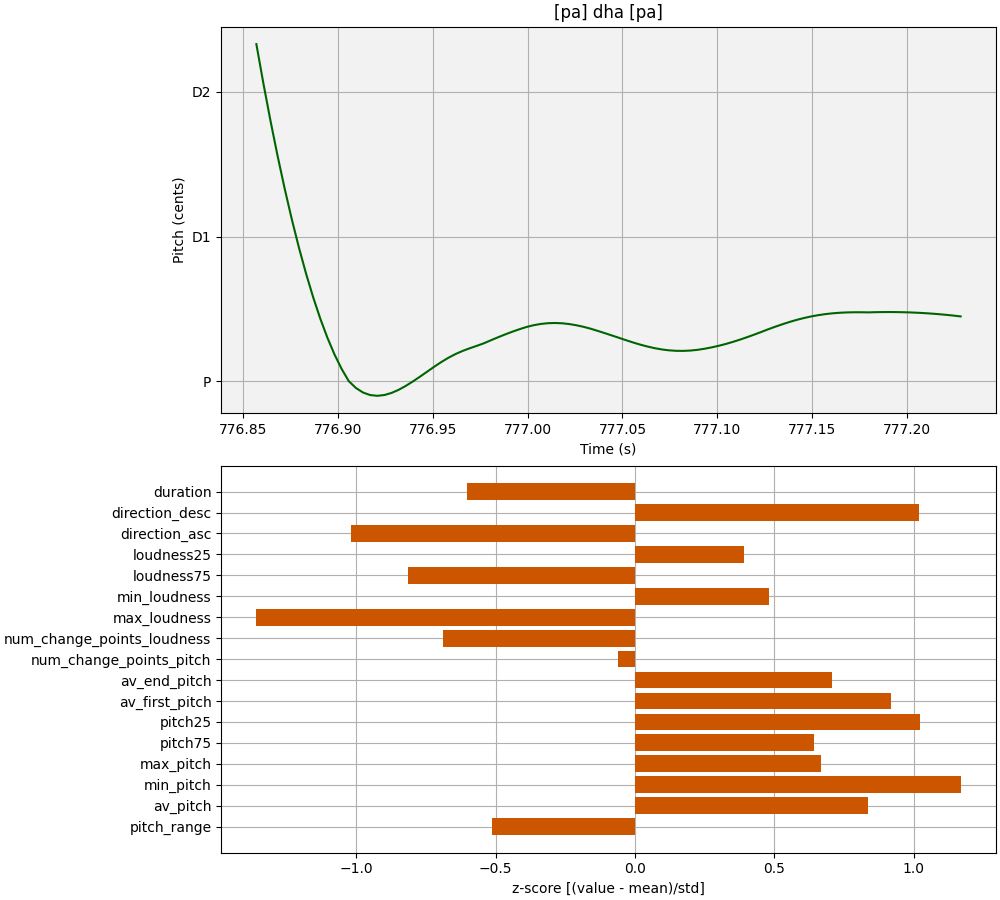 [pa] dha [pa]
D2
D1
P
Pitch (cents)
776.85 776.90 776.95 777.00 777.05 777.10 777.15 777.20
Time (s)
duration
direction_desc
direction_asc
loudness25
loudness75
min_loudness
max_loudness
num_change_points_loudness
num_change_points_pitch
av_end_pitch
av_first_pitch
pitch25
pitch75
max_pitch
min_pitch
av_pitch
pitch_range
−1.0 −0.5 0.0 0.5 1.0
z-score [(value - mean)/std]